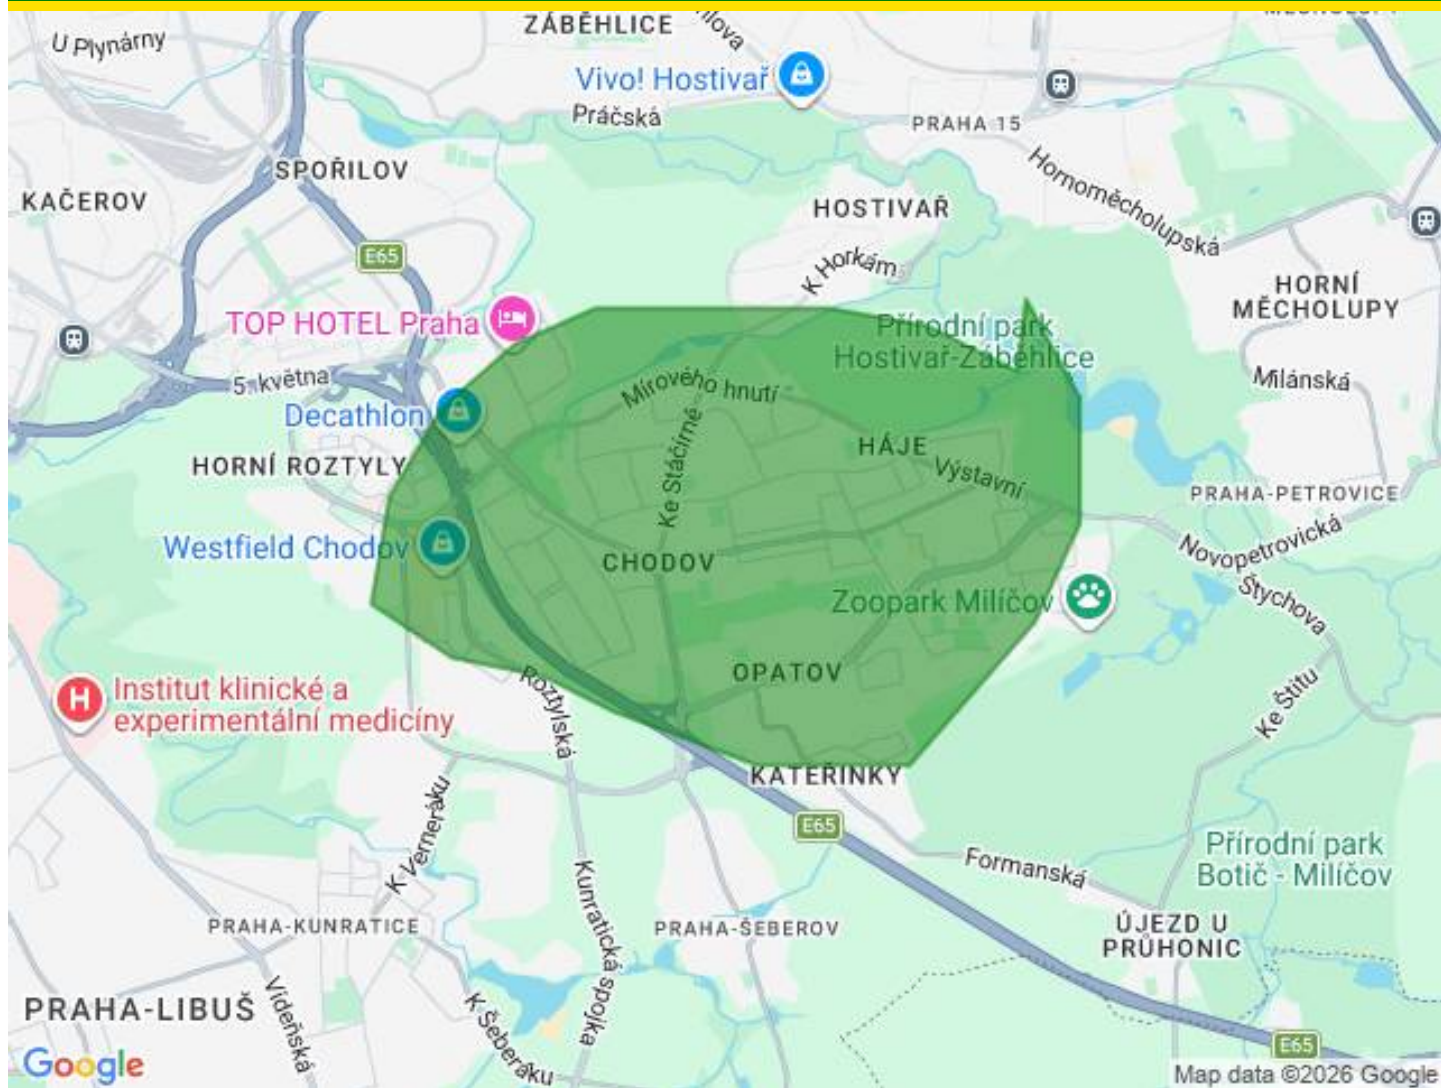 ZÁBĚHLICE
U Plynárny
Vivo! Hostivař
Práčská
PRAHA 15
SPOŘILOV
Hornoměcholupská
KAČEROV
HOSTIVAŘ
E65
K Horkám
HORNÍ
MĚCHOLUPY
TOP HOTEL Praha
Přírodní park
Hostivař-Záběhlice
5. května
Mírového hnutí
Milánská
Decathlon
Ke Stáčírně
HÁJE
HORNÍ ROZTYLY
Výstavní
PRAHA-PETROVICE
Westfield Chodov
CHODOV
Novopetrovická
Zoopark Milíčov
Štychova
OPATOV
Institut klinické a
experimentální medicíny
Roztylská
Ke Štítu
KATEŘINKY
E65
K Verneráku
Formanská
Přírodní park
Botič - Milíčov
Kunratická spojka
PRAHA-KUNRATICE
PRAHA-ŠEBEROV
ÚJEZD U
PRŮHONIC
PRAHA-LIBUŠ
Vídeňská
K Šeberáku
E65
Google
Map data ©2026 Google